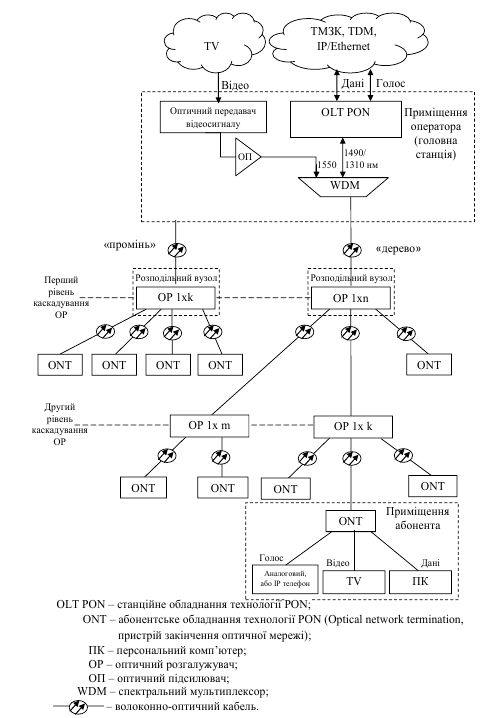 TV
ТМЗК, TDM,
IP/Ethernet
Відео
Дані
Голос
Оптичний передавач
відеосигналу
OLT PON
Приміщення
оператора
(головна
станція)
ОП
1550
1490/
1310 нм
WDM
«промінь»
«дерево»
Перший
рівень
каскадування
ОР
Розподільний вузол
Розподільний вузол
ОР 1xk
ОР 1xn
ONT
ONT
ONT
ONT
ONT
Другий
рівень
каскадування
ОР
ОР 1x m
ОР 1x k
ONT
ONT
ONT
ONT
Приміщення
абонента
ONT
Голос
Відео
Дані
Аналоговий,
або IP телефон
TV
ПК
OLT PON – станційне обладнання технології PON;
ONT – абонентське обладнання технології PON (Optical network termination,
пристрій закінчення оптичної мережі);
ПК – персональний комп’ютер;
ОР – оптичний розгалужувач;
ОП – оптичний підсилювач;
WDM – спектральний мультиплексор;
– волоконно-оптичний кабель.